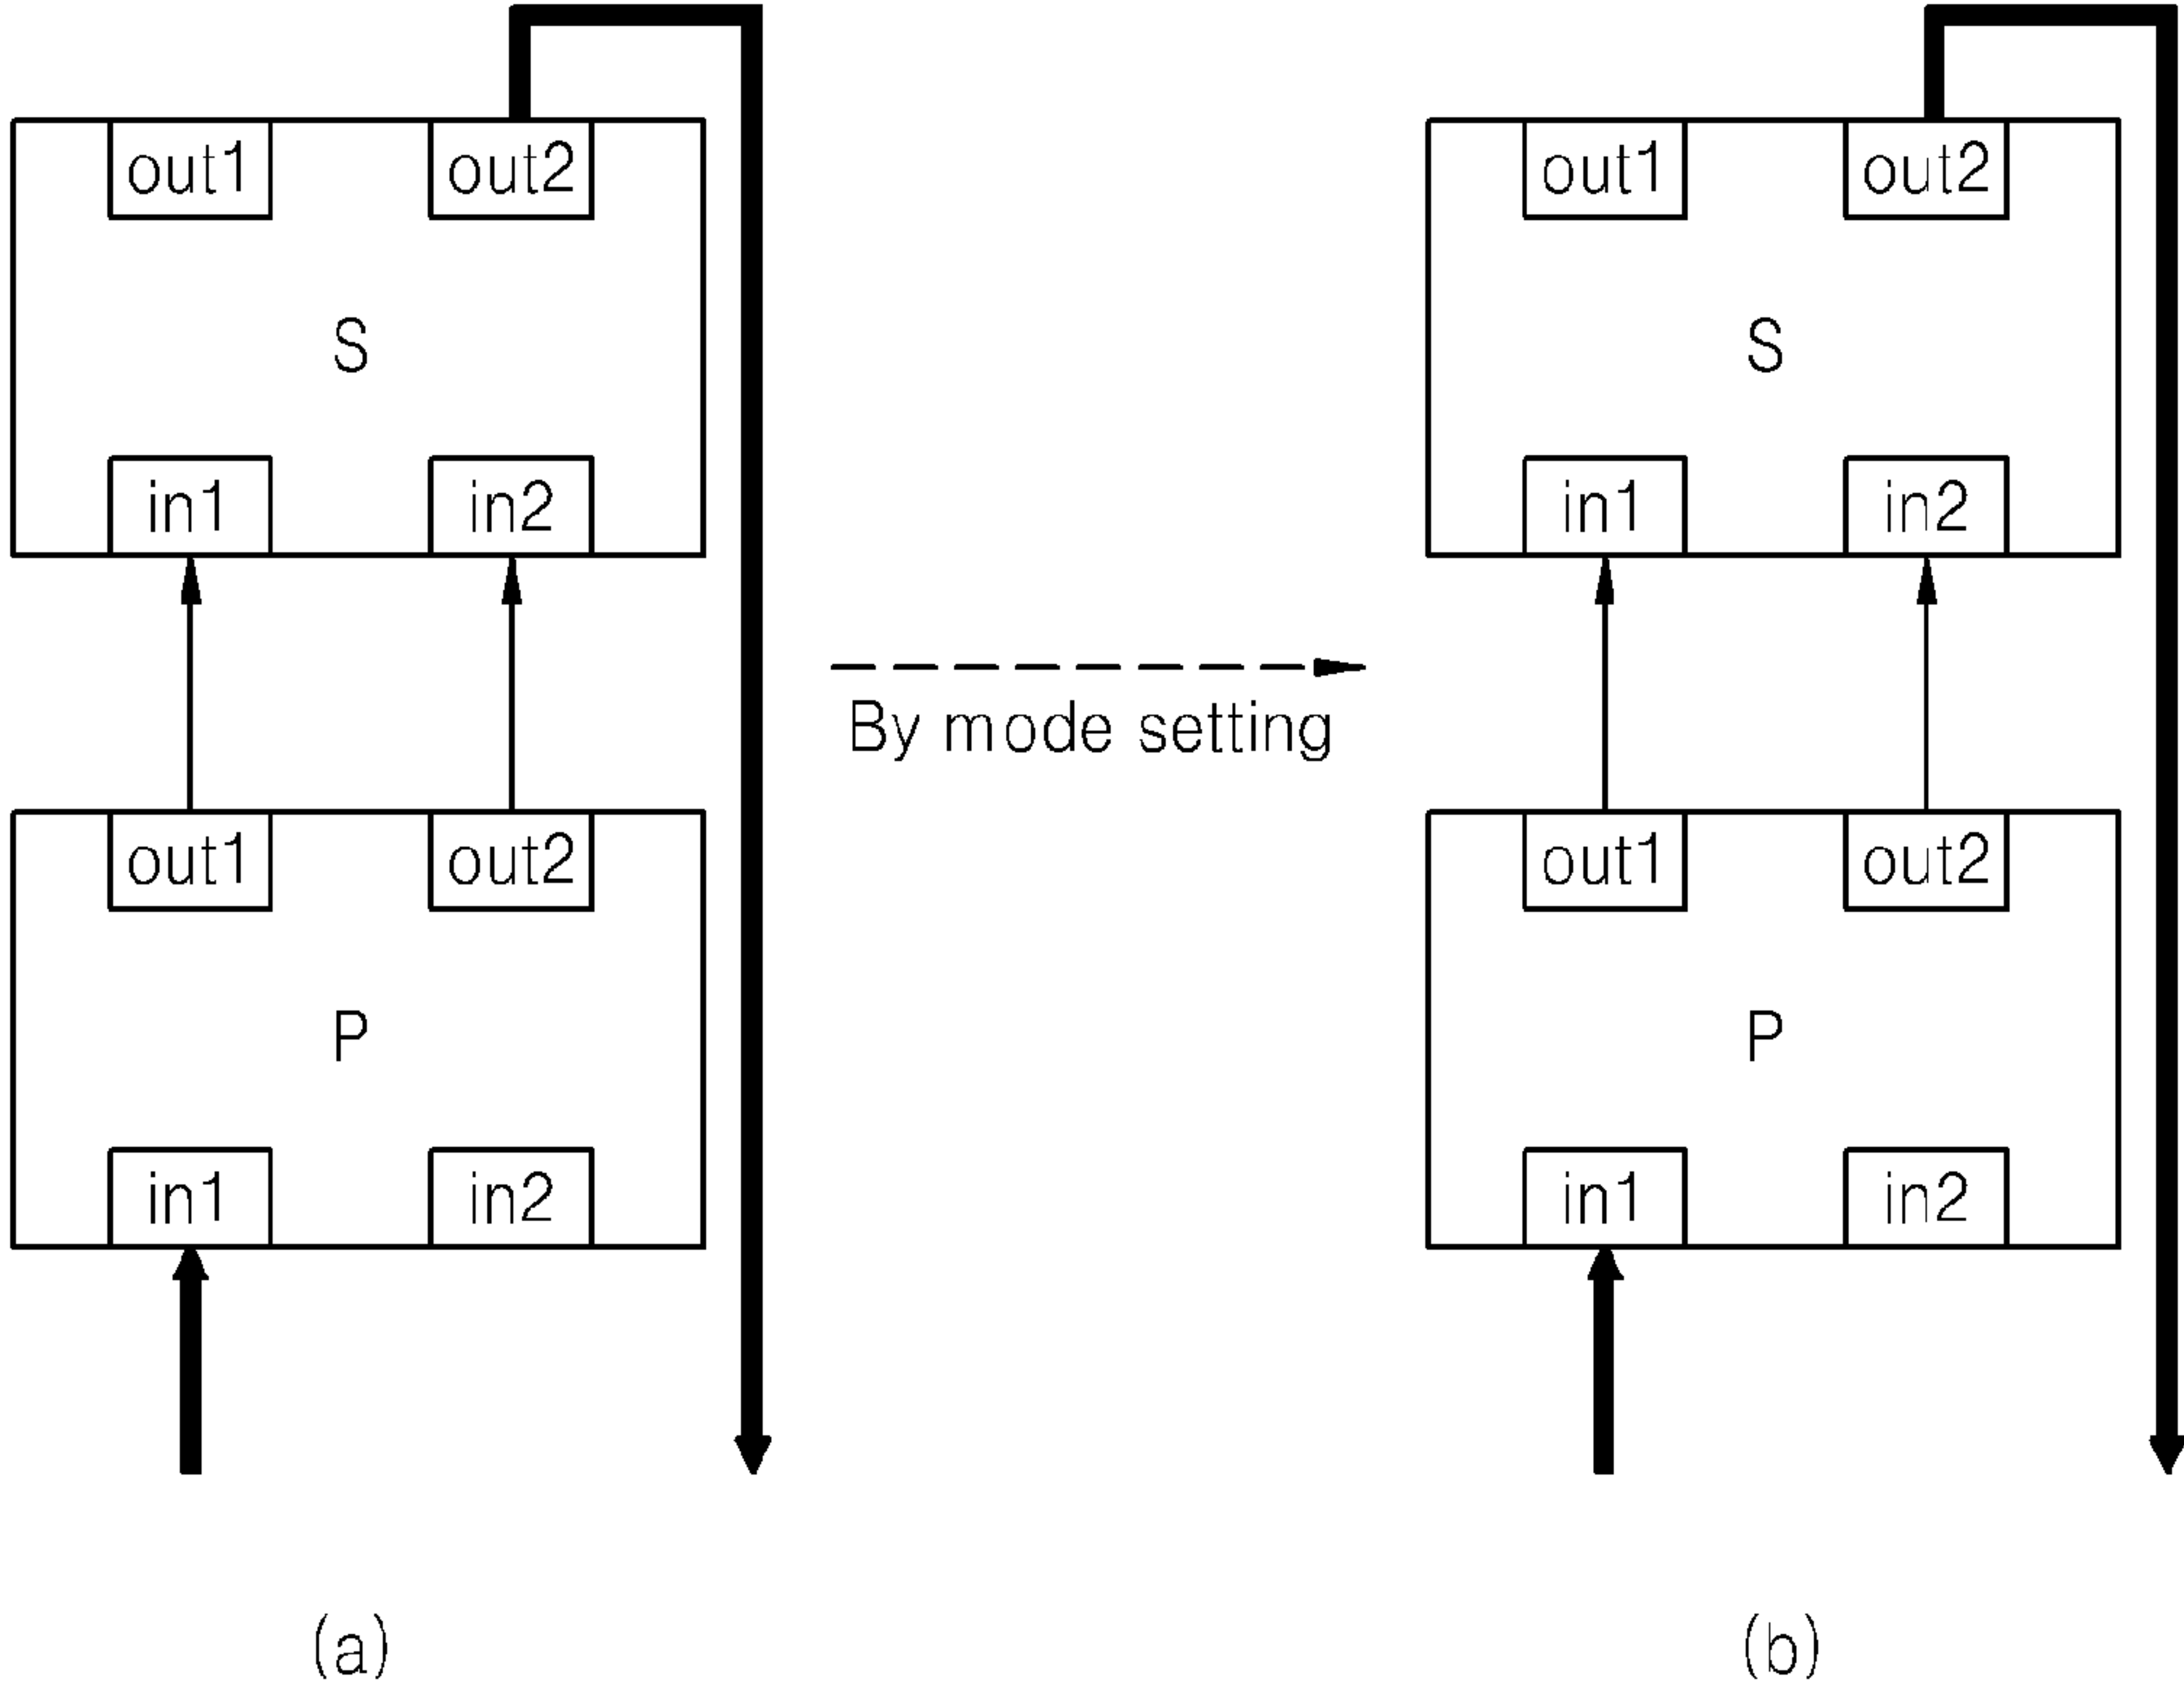 out1 out2 out1 out2
S S
in1 in2 in1 in2
By mode setting
out1 out2 out1 out2
P P
in1 in2 in1 in2
(a) (b)